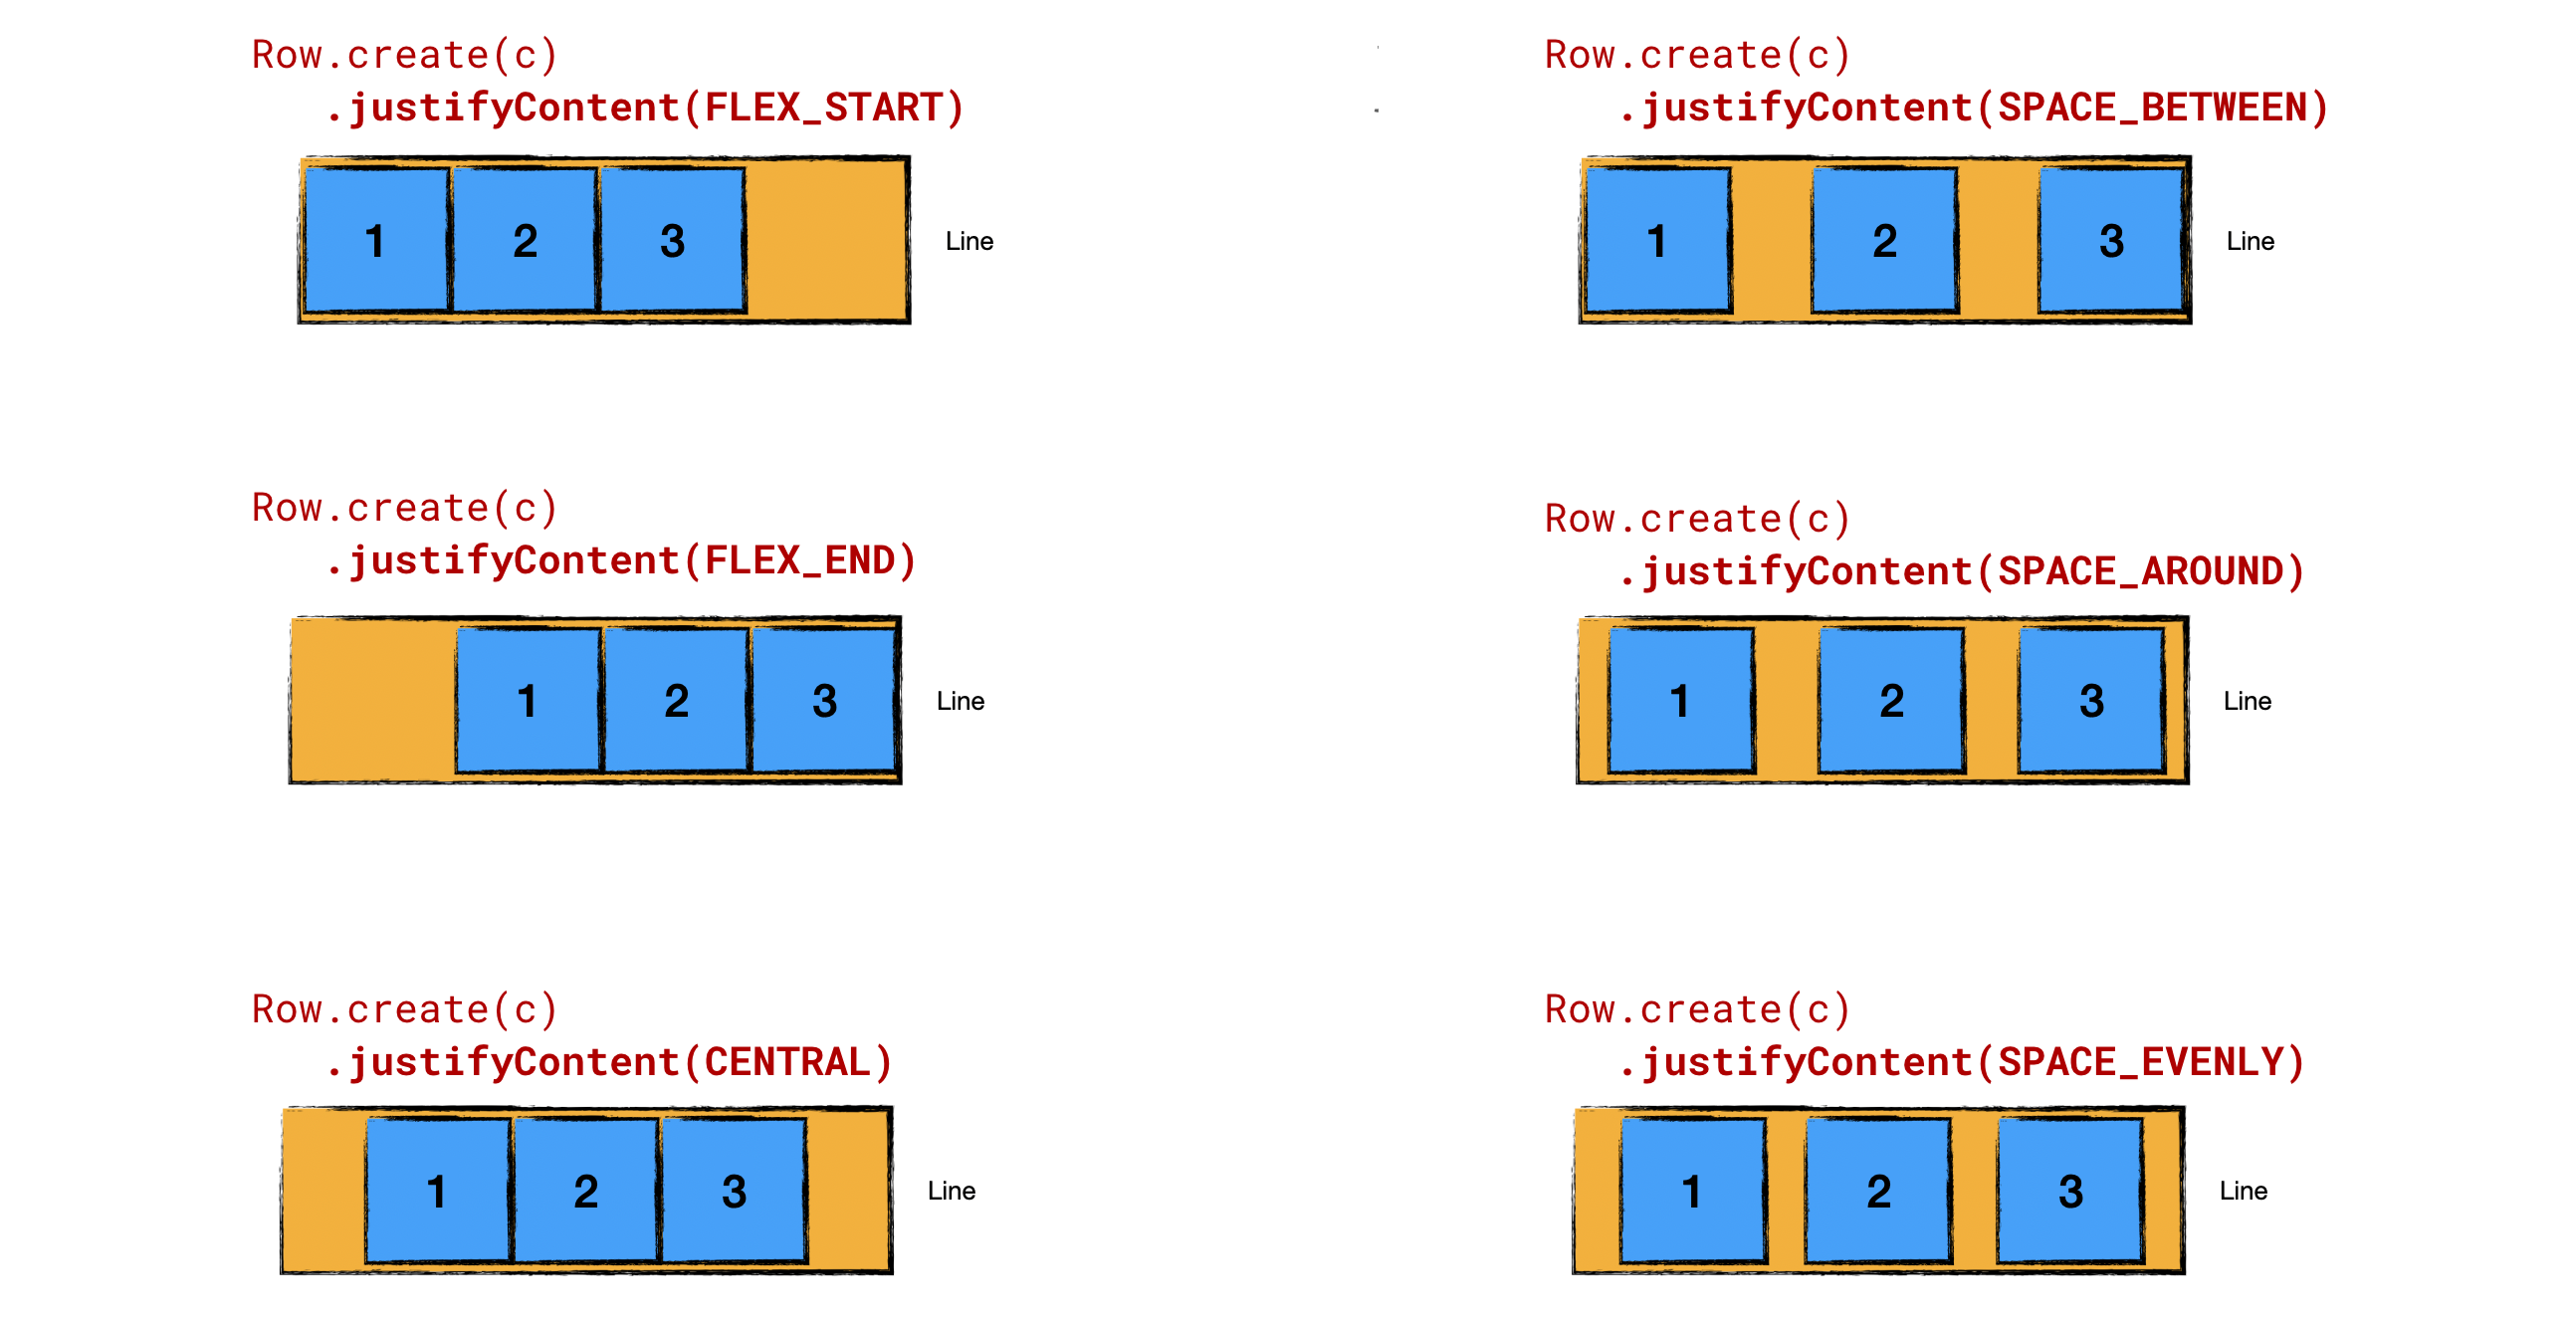 Row.create(c)
.justifyContent(FLEX_START)
1 2 3 Line
Row.create(c)
.justifyContent(SPACE_BETWEEN)
1 2 3 Line
Row.create(c)
.justifyContent(FLEX_END)
1 2 3 Line
Row.create(c)
.justifyContent(SPACE_AROUND)
1 2 3 Line
Row.create(c)
.justifyContent(CENTRAL)
1 2 3 Line
Row.create(c)
.justifyContent(SPACE_EVENLY)
1 2 3 Line